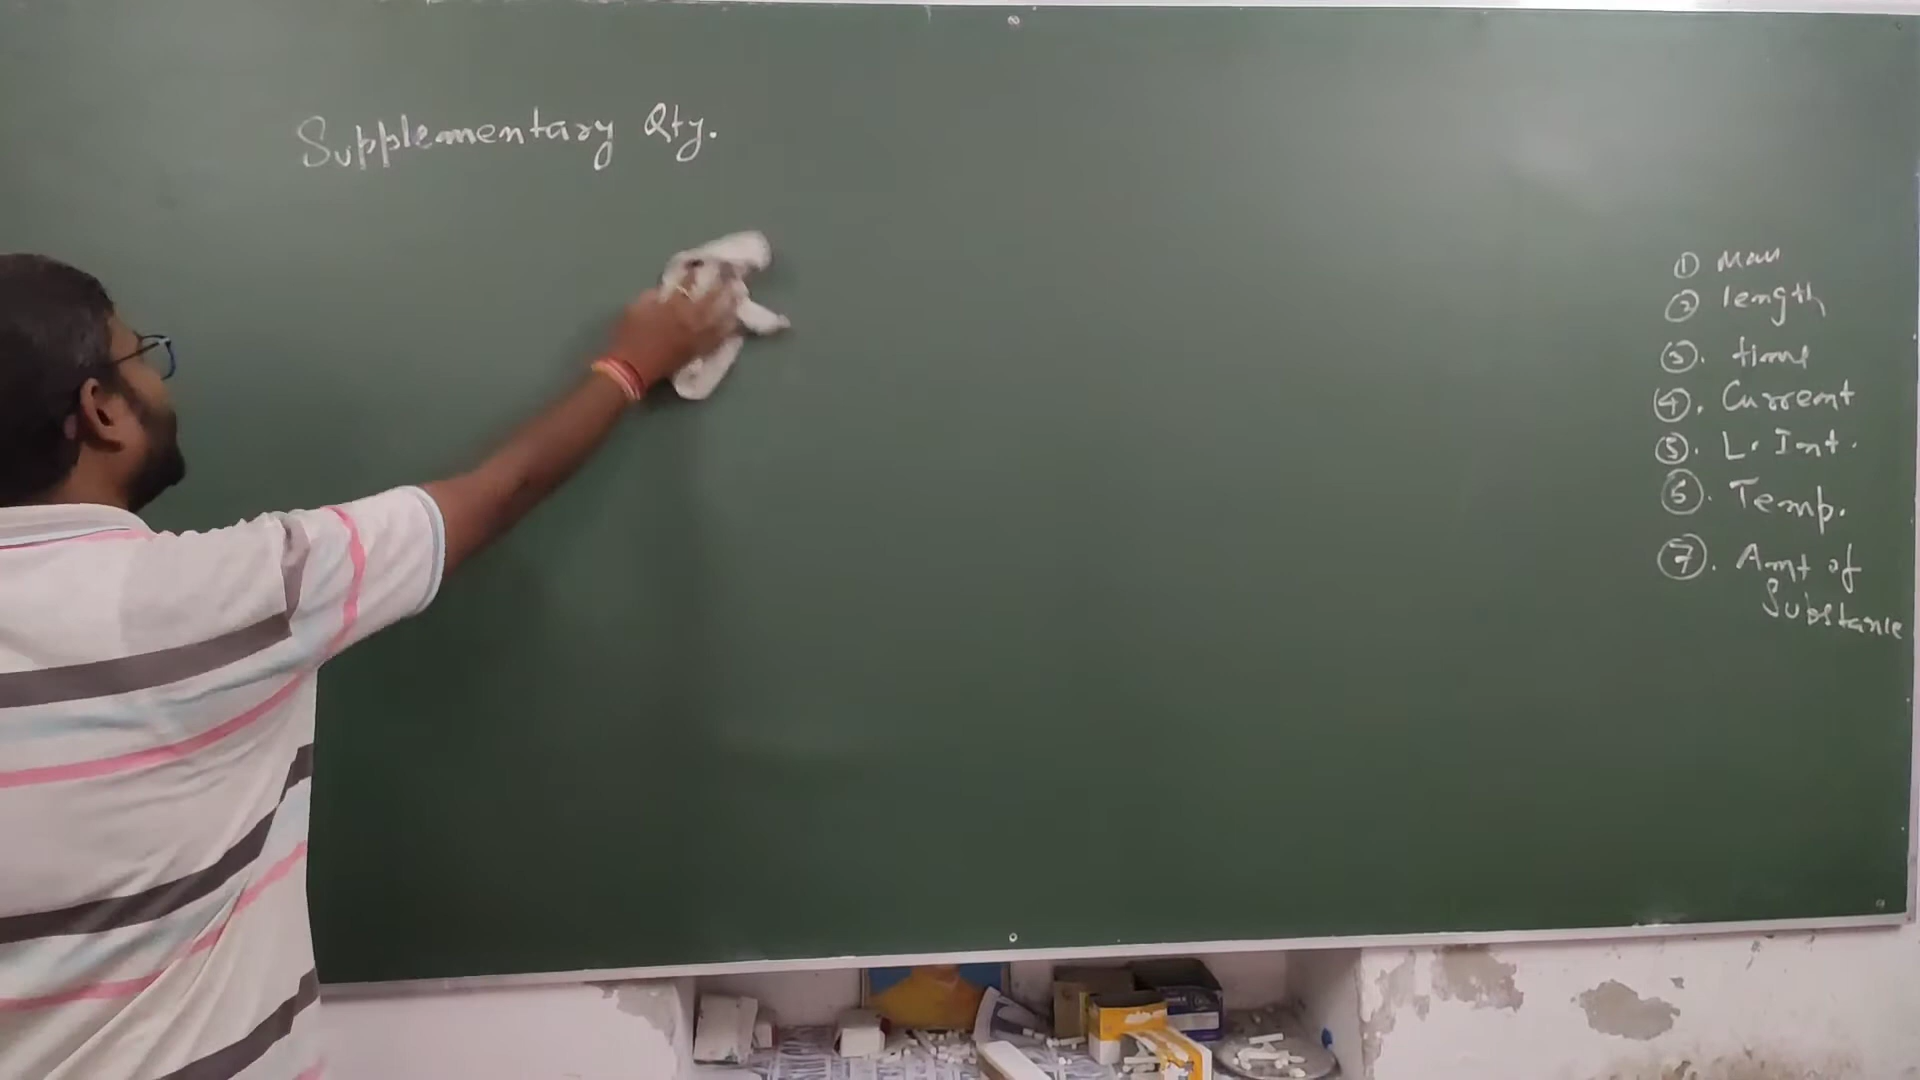 Supplementary Qty.
① Mass
② length
③. time
④. Current
⑤. L. Int.
⑥. Temp.
⑦. Amt of
Substance